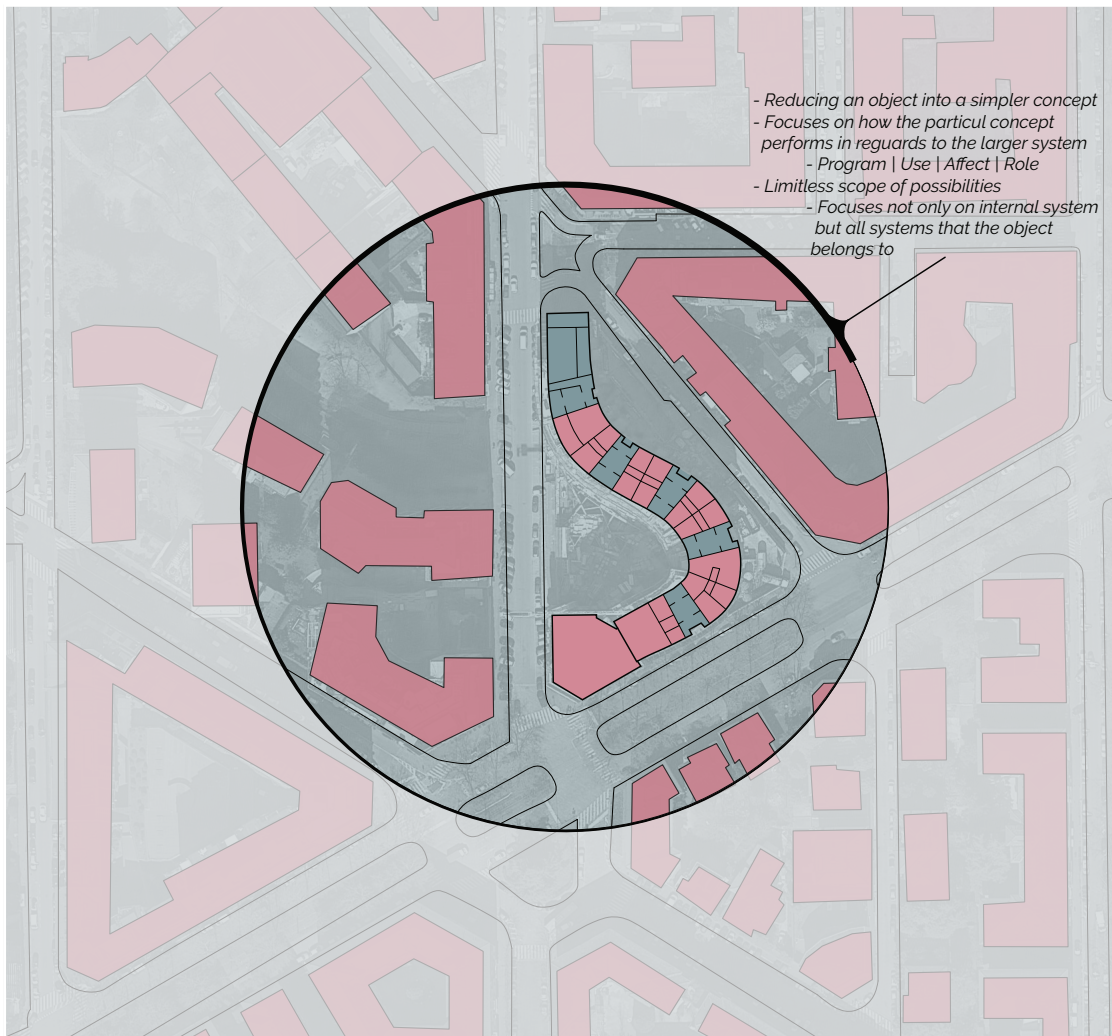 - Reducing an object into a simpler concept
- Focuses on how the particul concept
performs in reguards to the larger system
- Program | Use | Affect | Role
- Limitless scope of possibilities
- Focuses not only on internal system
but all systems that the object
belongs to